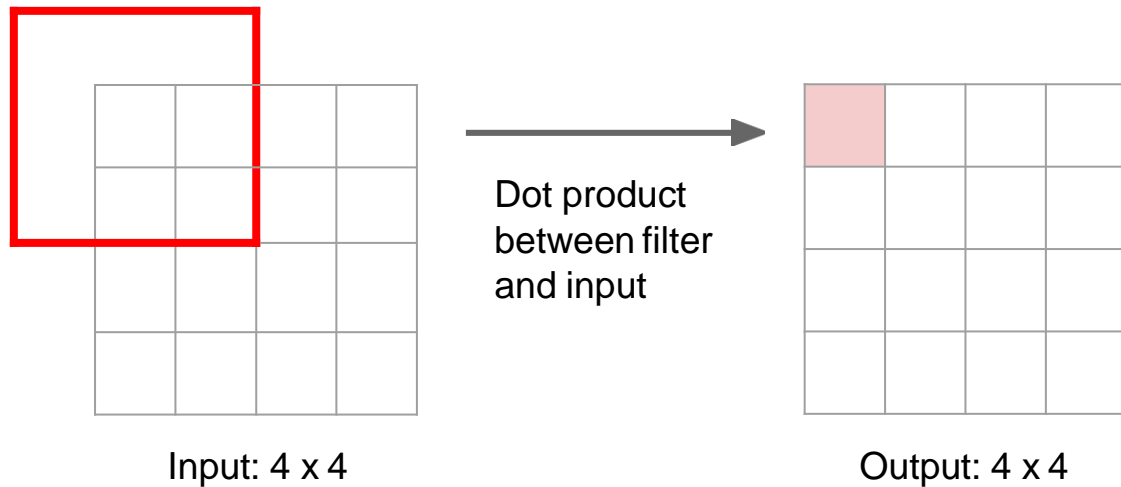 Dot product
between filter
and input
Input: 4 x 4
Output: 4 x 4